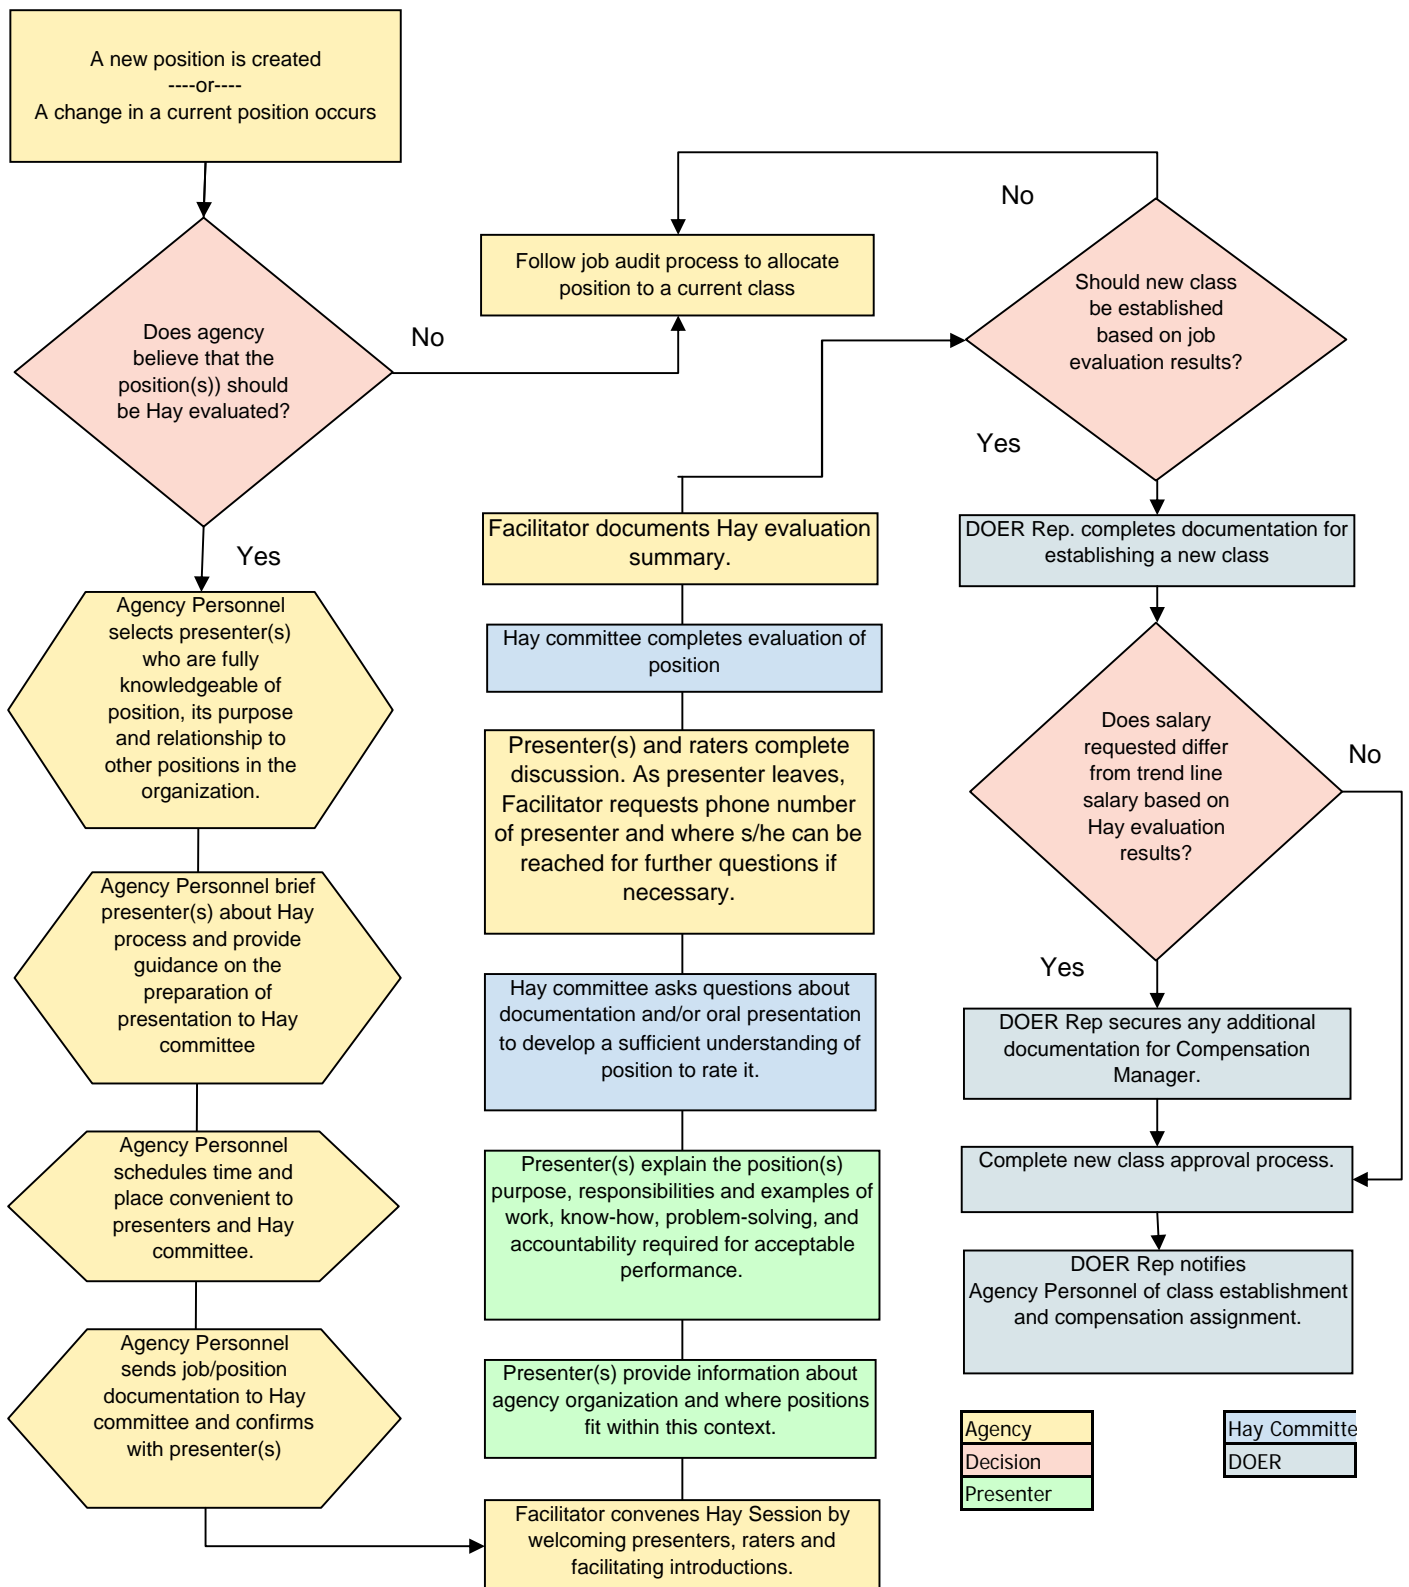 A new position is created
----or----
A change in a current position occurs
Does agency
believe that the
position(s)) should
be Hay evaluated?
No
Yes
Agency Personnel
selects presenter(s)
who are fully
knowledgeable of
position, its purpose
and relationship to
other positions in the
organization.
Agency Personnel brief
presenter(s) about Hay
process and provide
guidance on the
preparation of
presentation to Hay
committee
Agency Personnel
schedules time and
place convenient to
presenters and Hay
committee.
Agency Personnel
sends job/position
documentation to Hay
committee and confirms
with presenter(s)
Follow job audit process to allocate
position to a current class
Facilitator documents Hay evaluation
summary.
Hay committee completes evaluation of
position
Presenter(s) and raters complete
discussion. As presenter leaves,
Facilitator requests phone number
of presenter and where s/he can be
reached for further questions if
necessary.
Hay committee asks questions about
documentation and/or oral presentation
to develop a sufficient understanding of
position to rate it.
Presenter(s) explain the position(s)
purpose, responsibilities and examples of
work, know-how, problem-solving, and
accountability required for acceptable
performance.
Presenter(s) provide information about
agency organization and where positions
fit within this context.
Facilitator convenes Hay Session by
welcoming presenters, raters and
facilitating introductions.
No
Should new class
be established
based on job
evaluation results?
Yes
DOER Rep. completes documentation for
establishing a new class
Does salary
requested differ
from trend line
salary based on
Hay evaluation
results?
No
Yes
DOER Rep secures any additional
documentation for Compensation
Manager.
Complete new class approval process.
DOER Rep notifies
Agency Personnel of class establishment
and compensation assignment.
Agency
Decision
Presenter
Hay Committe
DOER